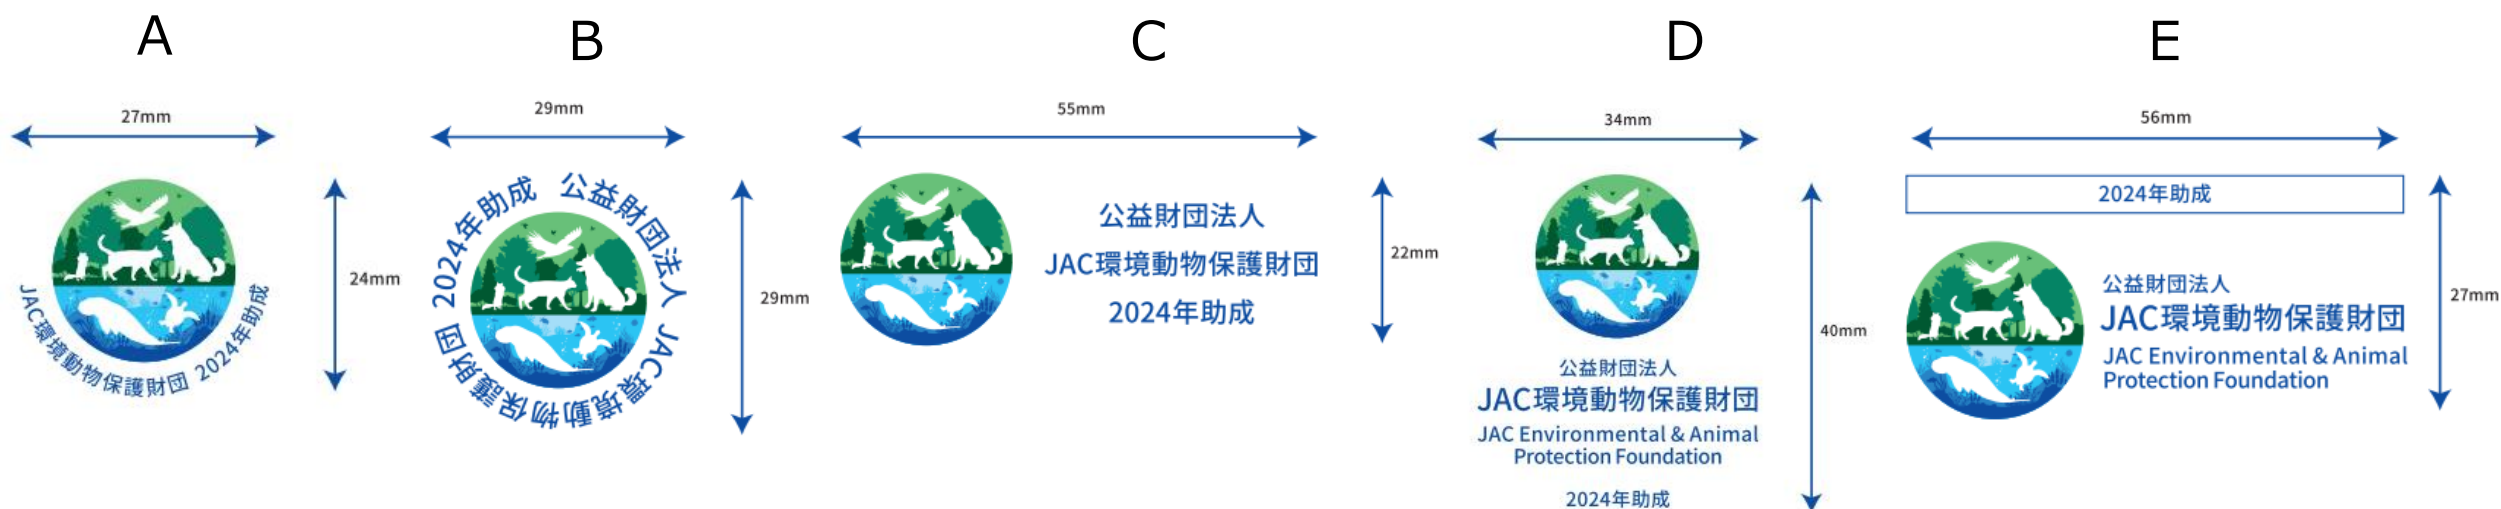 A
27mm
24mm
JAC環境動物保護財団 2024年助成
B
29mm
29mm
公益財団法人 JAC環境動物保護財団 2024年助成
C
55mm
22mm
公益財団法人
JAC環境動物保護財団
2024年助成
D
34mm
40mm
公益財団法人
JAC環境動物保護財団
JAC Environmental & Animal
Protection Foundation
2024年助成
E
56mm
2024年助成
27mm
公益財団法人
JAC環境動物保護財団
JAC Environmental & Animal
Protection Foundation